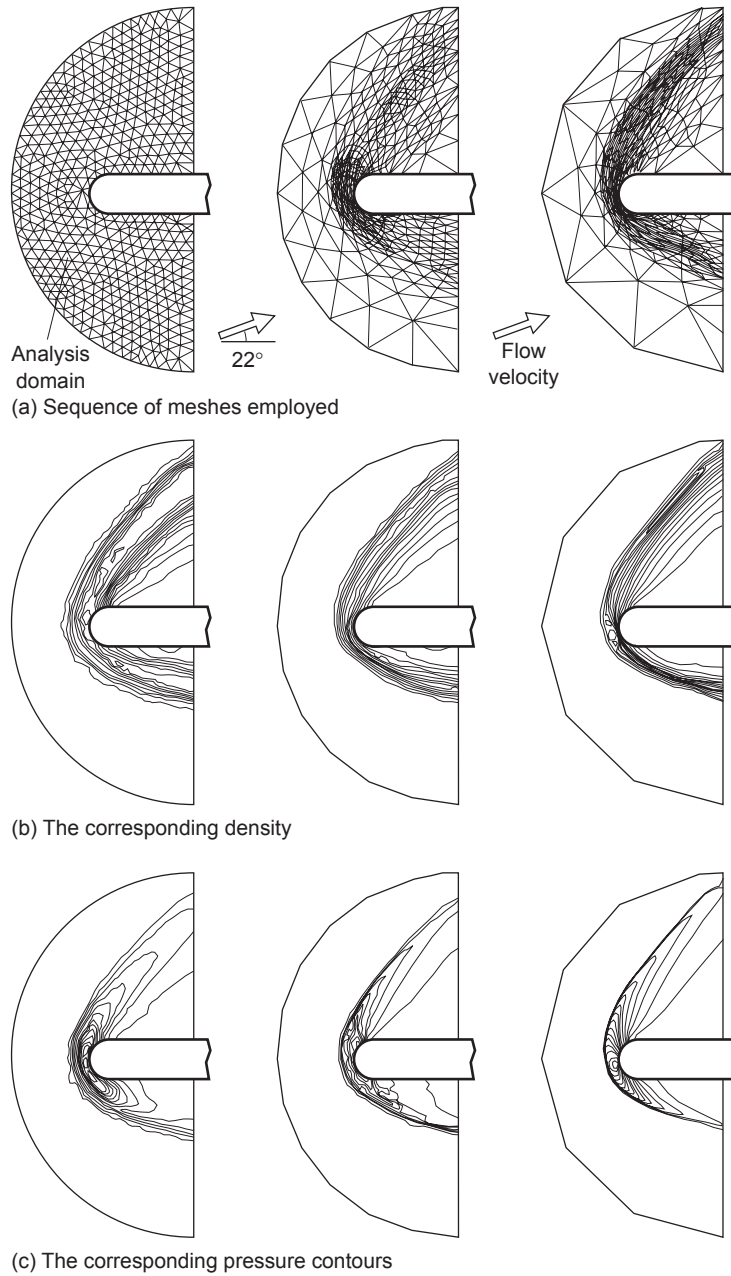 Analysis
domain
22°
Flow
velocity
(a) Sequence of meshes employed
(b) The corresponding density
(c) The corresponding pressure contours